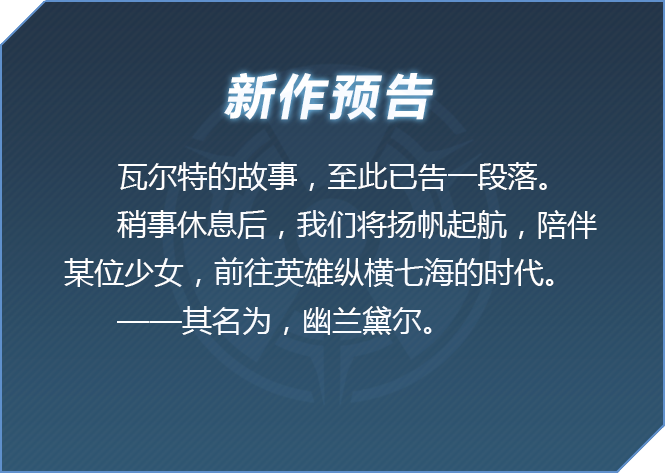 新作预告
瓦尔特的故事，至此已告一段落。
稍事休息后，我们将扬帆起航，陪伴
某位少女，前往英雄纵横七海的时代。
——其名为，幽兰黛尔。